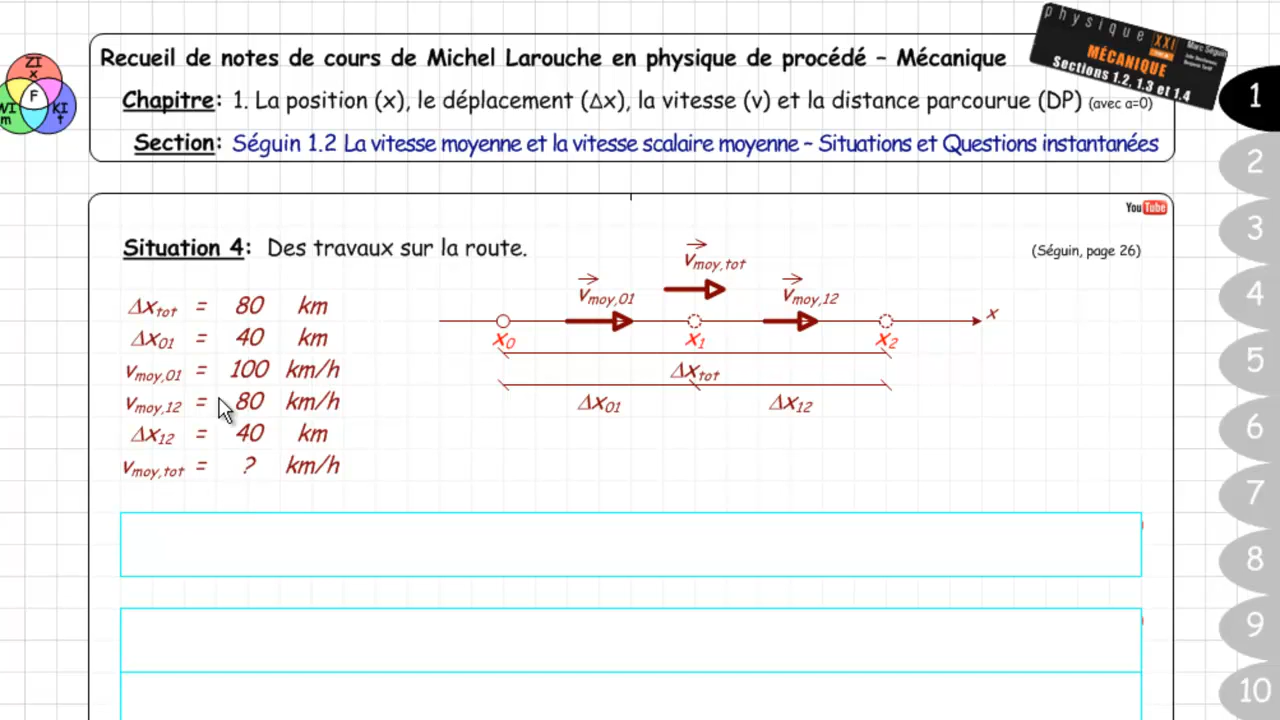 physique XXI
Marc Séguin
MÉCANIQUE
Sections 1.2, 1.3 et 1.4
ZI
x
F
WI
m
KI
t
Recueil de notes de cours de Michel Larouche en physique de procédé – Mécanique
Chapitre: 1. La position (x), le déplacement (Δx), la vitesse (v) et la distance parcourue (DP) (avec a=0)
Section: Séguin 1.2 La vitesse moyenne et la vitesse scalaire moyenne – Situations et Questions instantanées
YouTube
Situation 4: Des travaux sur la route.
(Séguin, page 26)
Δxtot = 80 km
Δx01 = 40 km
vmoy,01 = 100 km/h
vmoy,12 = 80 km/h
Δx12 = 40 km
vmoy,tot = ? km/h
vmoy,tot
vmoy,01 vmoy,12
x
x0 x1 x2
Δxtot
Δx01 Δx12
1
2
3
4
5
6
7
8
9
10